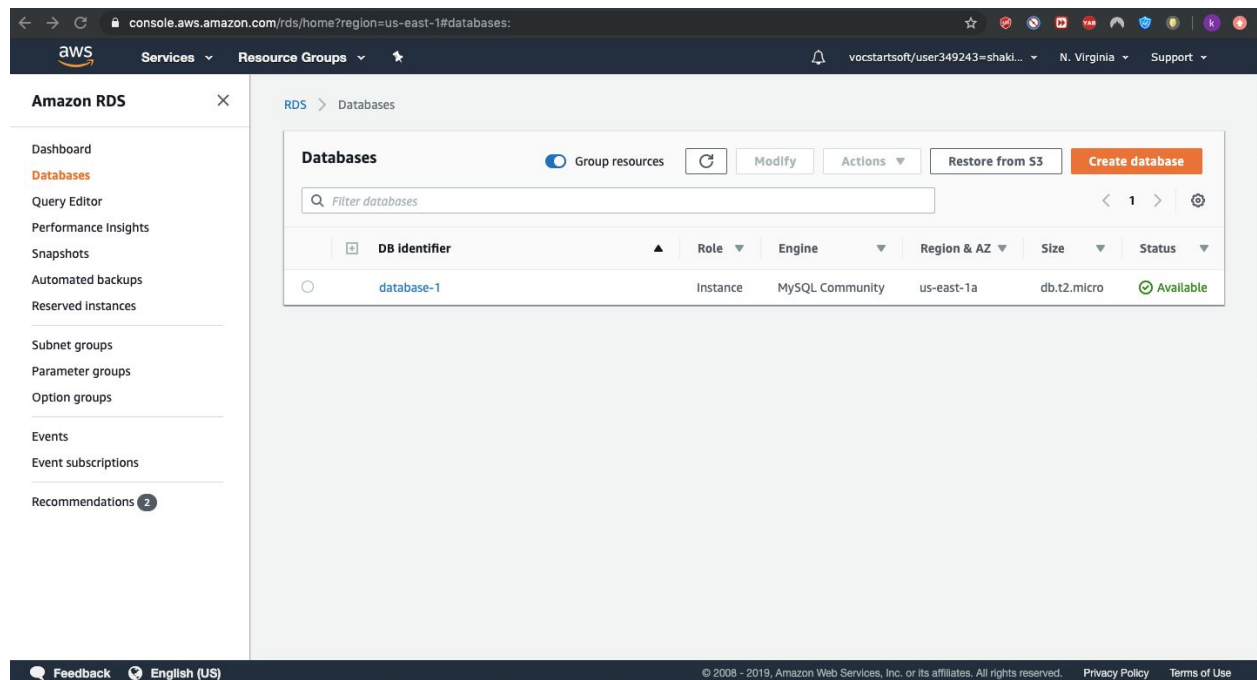 console.aws.amazon.com/rds/home?region=us-east-1#databases:
aws Services Resource Groups vocstartsoft/user349243=shaki... N. Virginia Support
Amazon RDS
Dashboard
Databases
Query Editor
Performance Insights
Snapshots
Automated backups
Reserved instances
Subnet groups
Parameter groups
Option groups
Events
Event subscriptions
Recommendations 2
RDS > Databases
Databases Group resources Modify Actions Restore from S3 Create database
Filter databases 1
DB identifier Role Engine Region & AZ Size Status
database-1 Instance MySQL Community us-east-1a db.t2.micro Available
Feedback English (US) © 2008 - 2019, Amazon Web Services, Inc. or its affiliates. All rights reserved. Privacy Policy Terms of Use